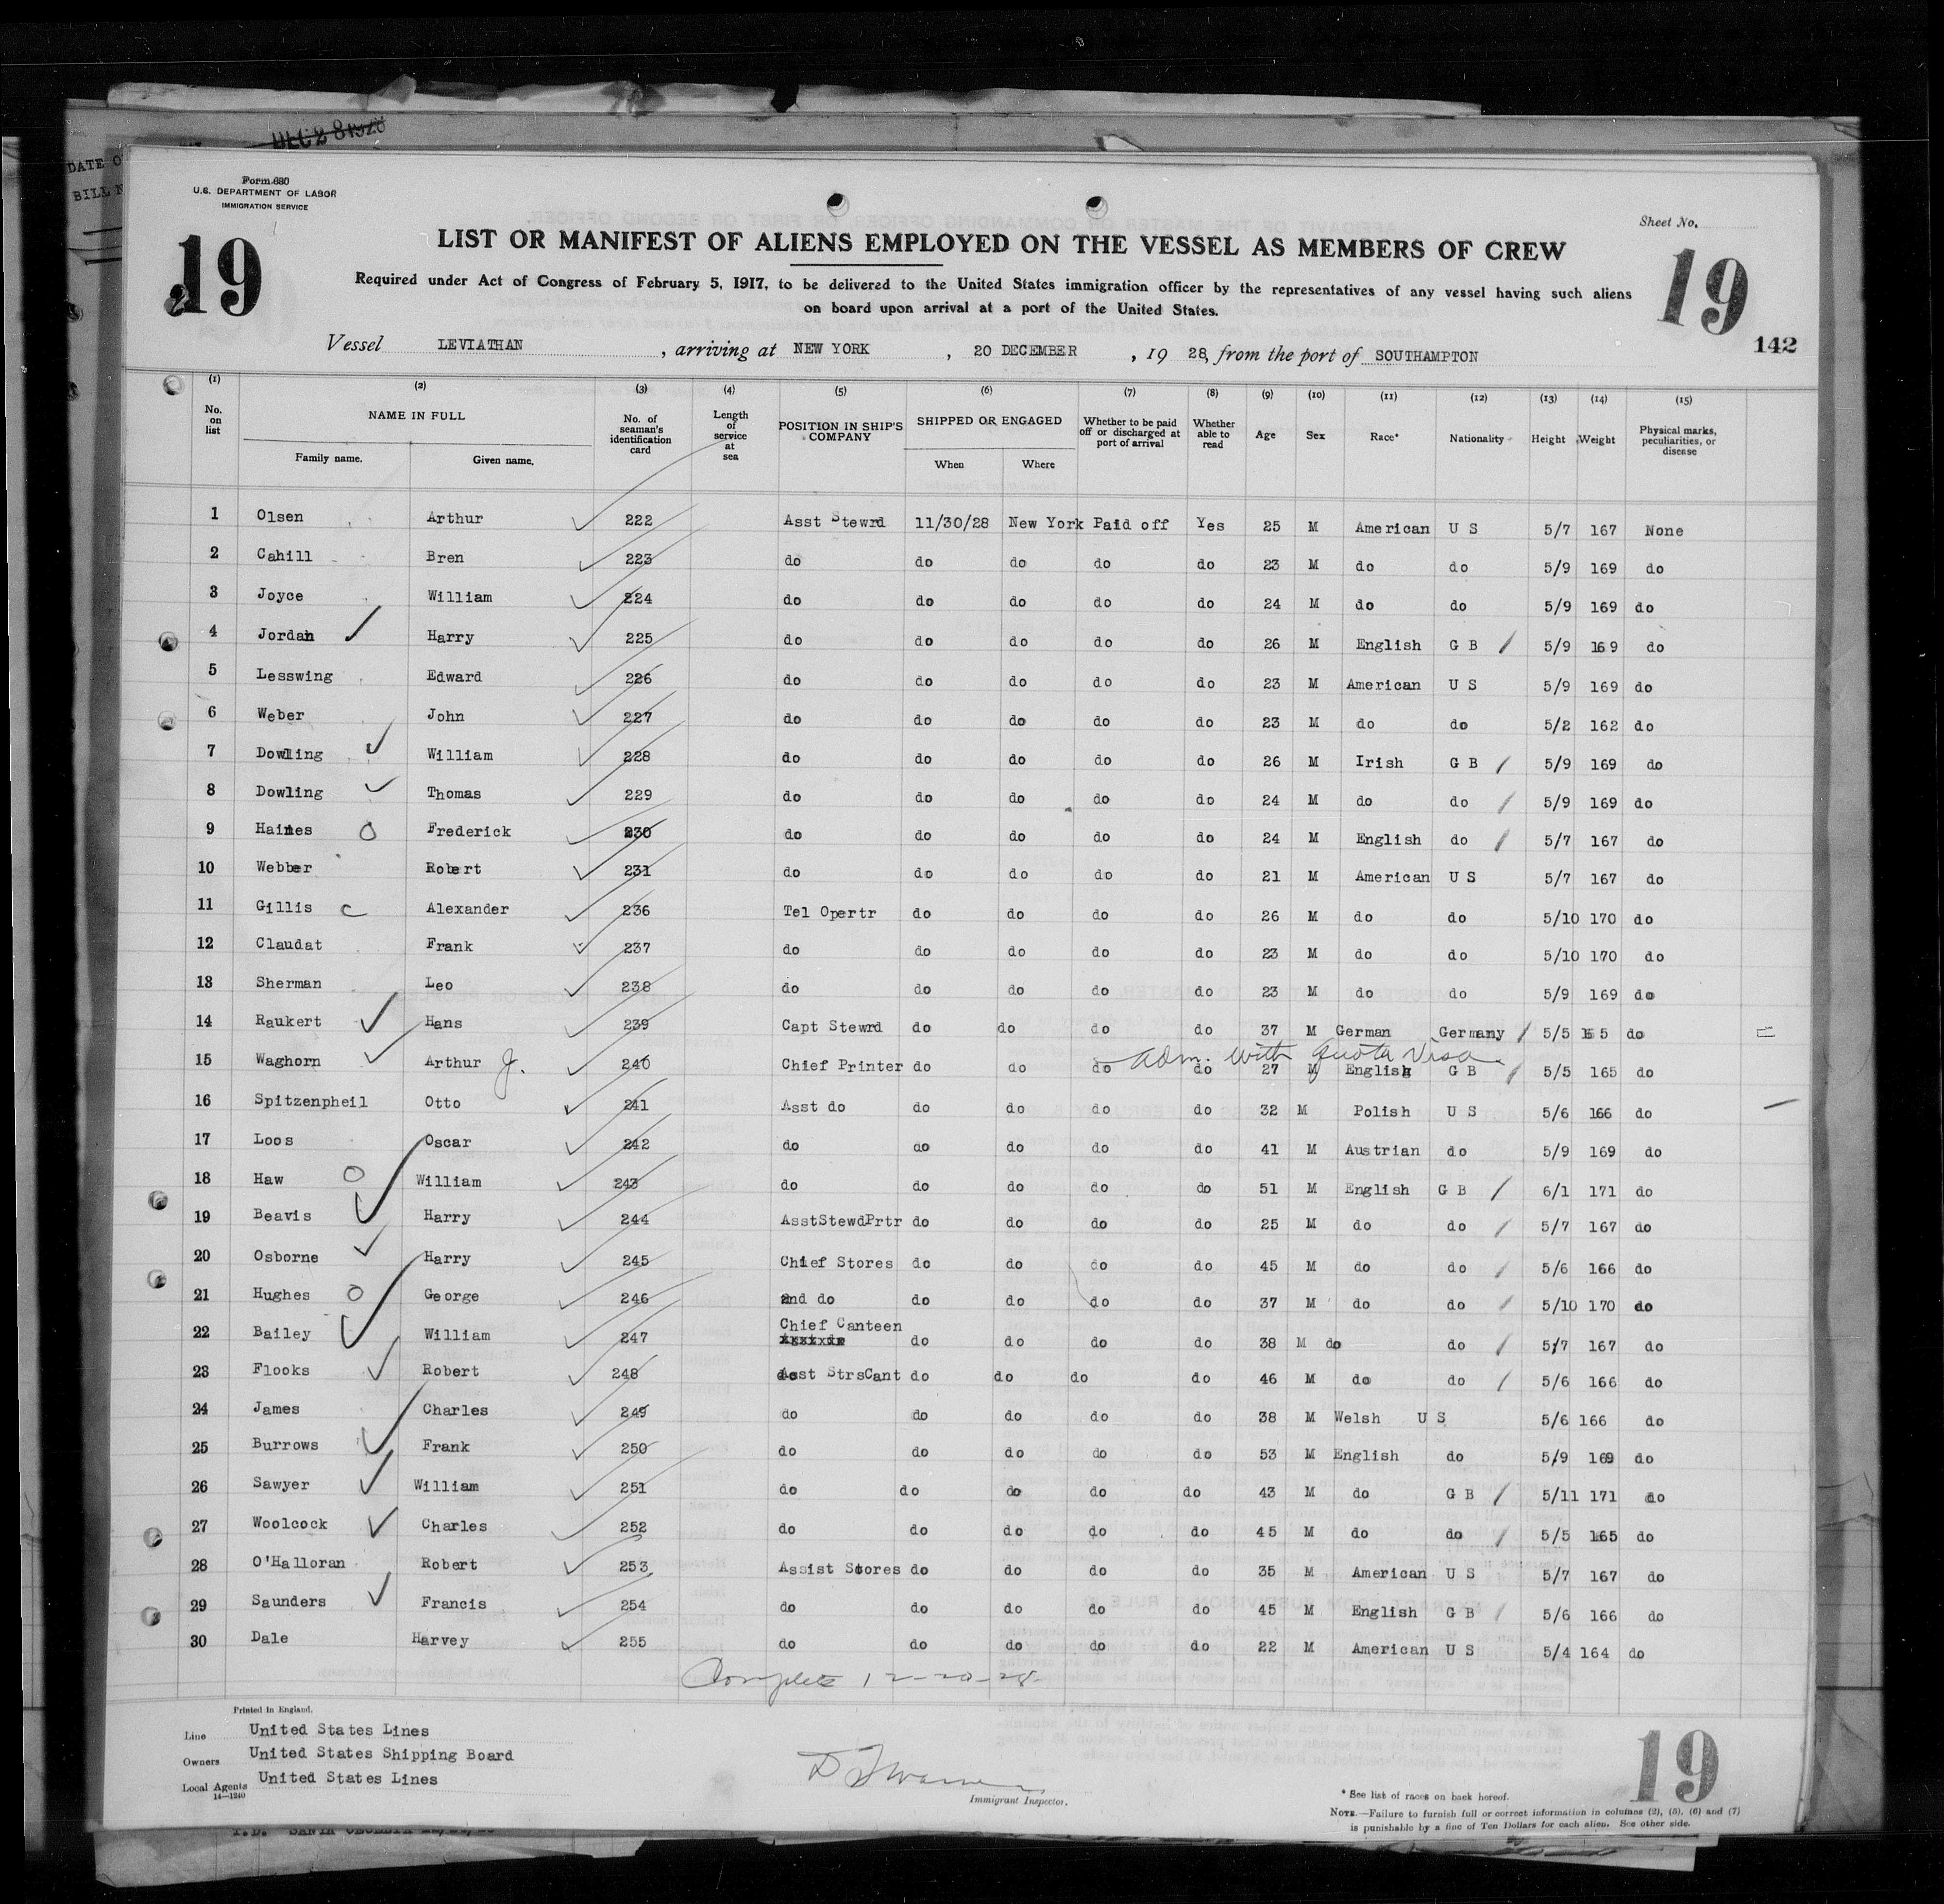 DEC 2 8 1928
DATE O
BILL N
Form 680
U.S. DEPARTMENT OF LABOR
IMMIGRATION SERVICE
Sheet No.
19
19
142
LIST OR MANIFEST OF ALIENS EMPLOYED ON THE VESSEL AS MEMBERS OF CREW
Required under Act of Congress of February 5, 1917, to be delivered to the United States immigration officer by the representatives of any vessel having such aliens
on board upon arrival at a port of the United States.
Vessel LEVIATHAN, arriving at NEW YORK, 20 DECEMBER, 19 28, from the port of SOUTHAMPTON
(1) (2) (3) (4) (5) (6) (7) (8) (9) (10) (11) (12) (13) (14) (15)
No. on list NAME IN FULL Family name. Given name. No. of seaman's identification card Length of service at sea POSITION IN SHIP'S COMPANY SHIPPED OR ENGAGED When Where Whether to be paid off or discharged at port of arrival Whether able to read Age Sex Race* Nationality Height Weight Physical marks, peculiarities, or disease
1 Olsen Arthur 222 Asst Stewrd 11/30/28 New York Paid off Yes 25 M American U S 5/7 167 None
2 Cahill Bren 223 do do do do do 23 M do do 5/9 169 do
3 Joyce William 224 do do do do do 24 M do do 5/9 169 do
4 Jordan Harry 225 do do do do do 26 M English G B 5/9 169 do
5 Lesswing Edward 226 do do do do do 23 M American U S 5/9 169 do
6 Weber John 227 do do do do do 23 M do do 5/2 162 do
7 Dowling William 228 do do do do do 26 M Irish G B 5/9 169 do
8 Dowling Thomas 229 do do do do do 24 M do do 5/9 169 do
9 Haines Frederick 230 do do do do do 24 M English do 5/7 167 do
10 Webber Robert 231 do do do do do 21 M American U S 5/7 167 do
11 Gillis Alexander 236 Tel Opertr do do do do 26 M do do 5/10 170 do
12 Claudat Frank 237 do do do do do 23 M do do 5/10 170 do
13 Sherman Leo 238 do do do do do 23 M do do 5/9 169 do
14 Raukert Hans 239 Capt Stewrd do do do do 37 M German Germany 5/5 165 do
adm. with Quota Visa
15 Waghorn Arthur J. 240 Chief Printer do do do do 27 M English G B 5/5 165 do
16 Spitzenpheil Otto 241 Asst do do do do do 32 M Polish U S 5/6 166 do
17 Loos Oscar 242 do do do do do 41 M Austrian do 5/9 169 do
18 Haw William 243 do do do do do 51 M English G B 6/1 171 do
19 Beavis Harry 244 AsstStewdPrtr do do do do 25 M do do 5/7 167 do
20 Osborne Harry 245 Chief Stores do do do do 45 M do do 5/6 166 do
21 Hughes George 246 2nd do do do do do 37 M do do 5/10 170 do
22 Bailey William 247 Chief Canteen do do do do 38 M do do 5/7 167 do
23 Flooks Robert 248 Asst StrsCant do do do do 46 M do do 5/6 166 do
24 James Charles 249 do do do do do 38 M Welsh U S 5/6 166 do
25 Burrows Frank 250 do do do do do 53 M English do 5/9 169 do
26 Sawyer William 251 do do do do do 43 M do G B 5/11 171 do
27 Woolcock Charles 252 do do do do do 45 M do do 5/5 165 do
28 O'Halloran Robert 253 Assist Stores do do do do 35 M American U S 5/7 167 do
29 Saunders Francis 254 do do do do do 45 M English G B 5/6 166 do
30 Dale Harvey 255 do do do do do 22 M American U S 5/4 164 do
Complete 12-20-28
Printed in England.
Line United States Lines
Owners United States Shipping Board
Local Agents United States Lines
14—1240
Immigrant Inspector.
19
* See list of races on back hereof.
NOTE.—Failure to furnish full or correct information in columns (2), (5), (6) and (7)
is punishable by a fine of Ten Dollars for each alien. See other side.